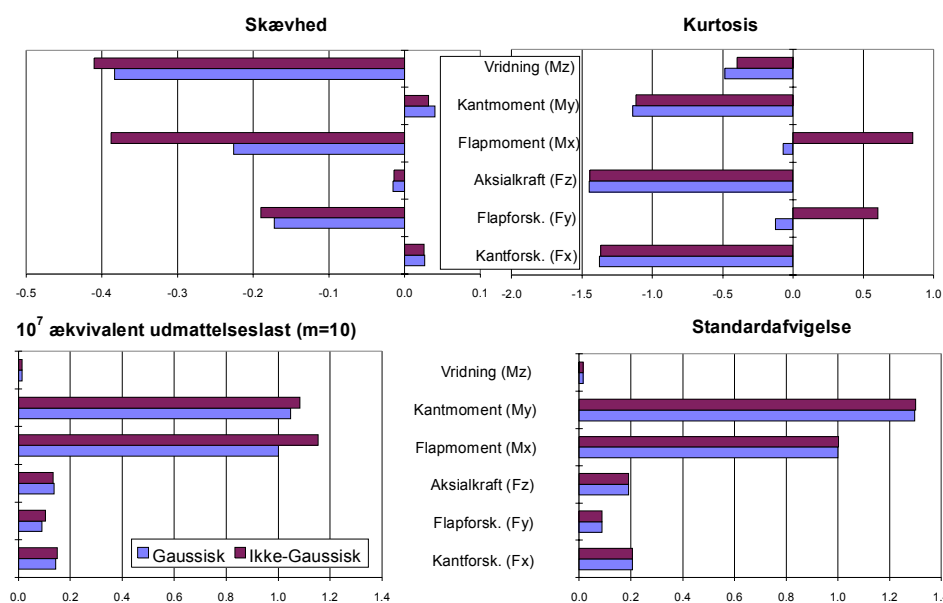 Skævhed
Kurtosis
Vridning (Mz)
Kantmoment (My)
Flapmoment (Mx)
Aksialkraft (Fz)
Flapforsk. (Fy)
Kantforsk. (Fx)
-0.5 -0.4 -0.3 -0.2 -0.1 0.0 0.1
-2.0 -1.5 -1.0 -0.5 0.0 0.5 1.0
10⁷ ækvivalent udmattelseslast (m=10)
Standardafvigelse
Vridning (Mz)
Kantmoment (My)
Flapmoment (Mx)
Aksialkraft (Fz)
Flapforsk. (Fy)
Kantforsk. (Fx)
Gaussisk Ikke-Gaussisk
0.0 0.2 0.4 0.6 0.8 1.0 1.2 1.4
0.0 0.2 0.4 0.6 0.8 1.0 1.2 1.4